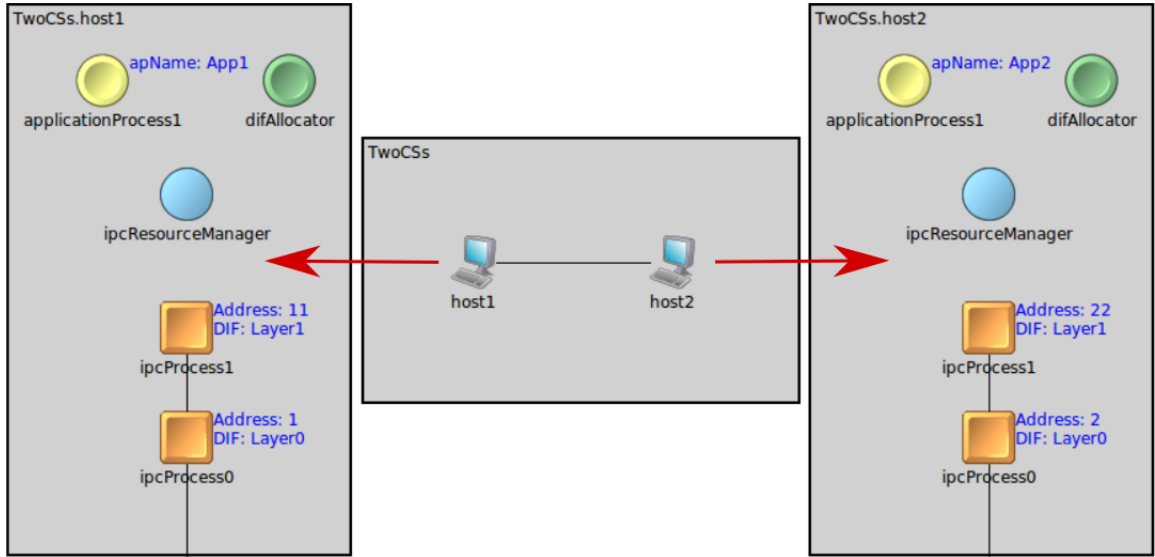 TwoCSs.host1
apName: App1
applicationProcess1
difAllocator
ipcResourceManager
Address: 11
DIF: Layer1
ipcProcess1
Address: 1
DIF: Layer0
ipcProcess0
TwoCSs
host1
host2
TwoCSs.host2
apName: App2
applicationProcess1
difAllocator
ipcResourceManager
Address: 22
DIF: Layer1
ipcProcess1
Address: 2
DIF: Layer0
ipcProcess0